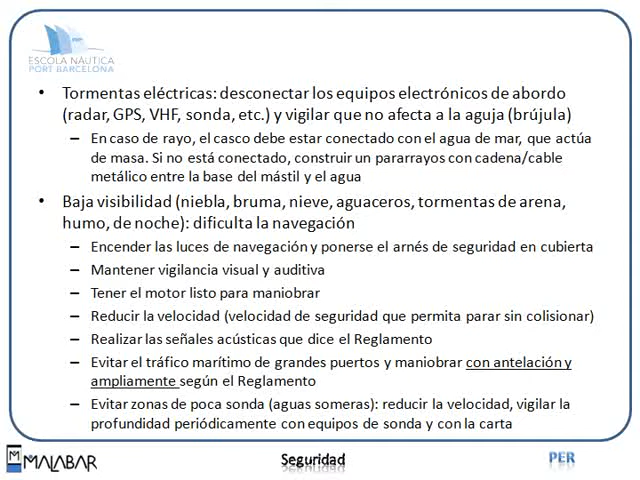 ESCOLA NÁUTICA
PORT BARCELONA
• Tormentas eléctricas: desconectar los equipos electrónicos de abordo
(radar, GPS, VHF, sonda, etc.) y vigilar que no afecta a la aguja (brújula)
– En caso de rayo, el casco debe estar conectado con el agua de mar, que actúa
de masa. Si no está conectado, construir un pararrayos con cadena/cable
metálico entre la base del mástil y el agua
• Baja visibilidad (niebla, bruma, nieve, aguaceros, tormentas de arena,
humo, de noche): dificulta la navegación
– Encender las luces de navegación y ponerse el arnés de seguridad en cubierta
– Mantener vigilancia visual y auditiva
– Tener el motor listo para maniobrar
– Reducir la velocidad (velocidad de seguridad que permita parar sin colisionar)
– Realizar las señales acústicas que dice el Reglamento
– Evitar el tráfico marítimo de grandes puertos y maniobrar con antelación y
ampliamente según el Reglamento
– Evitar zonas de poca sonda (aguas someras): reducir la velocidad, vigilar la
profundidad periódicamente con equipos de sonda y con la carta
M MALABAR
Seguridad
PER